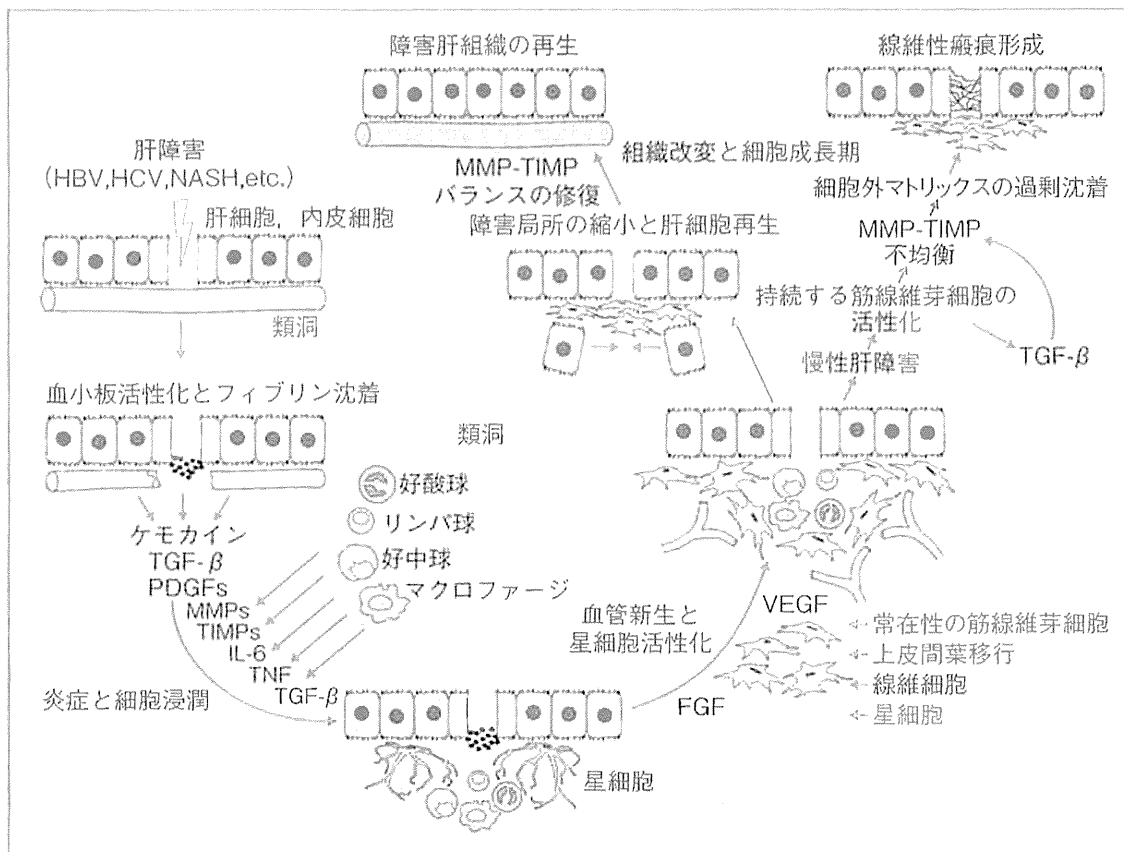 障害肝組織の再生
線維性瘢痕形成
肝障害
(HBV,HCV,NASH,etc.)
肝細胞，内皮細胞
類洞
MMP-TIMP
バランスの修復
組織改変と細胞成長期
障害局所の縮小と肝細胞再生
細胞外マトリックスの過剰沈着
MMP-TIMP
不均衡
持続する筋線維芽細胞の
活性化
TGF-β
慢性肝障害
血小板活性化とフィブリン沈着
類洞
好酸球
リンパ球
好中球
マクロファージ
ケモカイン
TGF-β
PDGFs
MMPs
TIMPs
IL-6
TNF
TGF-β
炎症と細胞浸潤
星細胞
血管新生と
星細胞活性化
VEGF
FGF
常在性の筋線維芽細胞
上皮間葉移行
線維細胞
星細胞